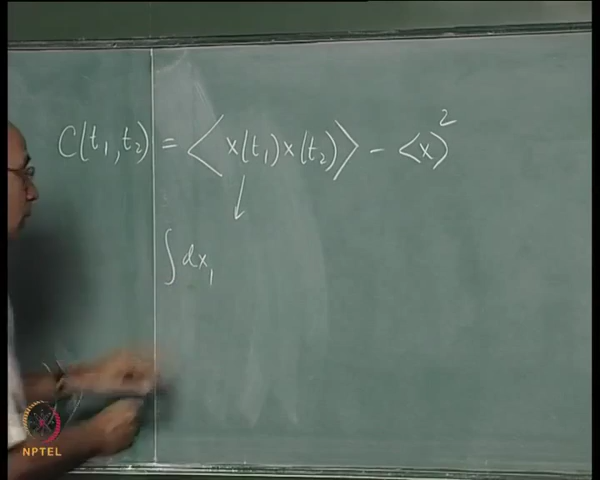 C(t₁, t₂) = ⟨x(t₁)x(t₂)⟩ - ⟨x⟩²
↓
∫dx₁
NPTEL